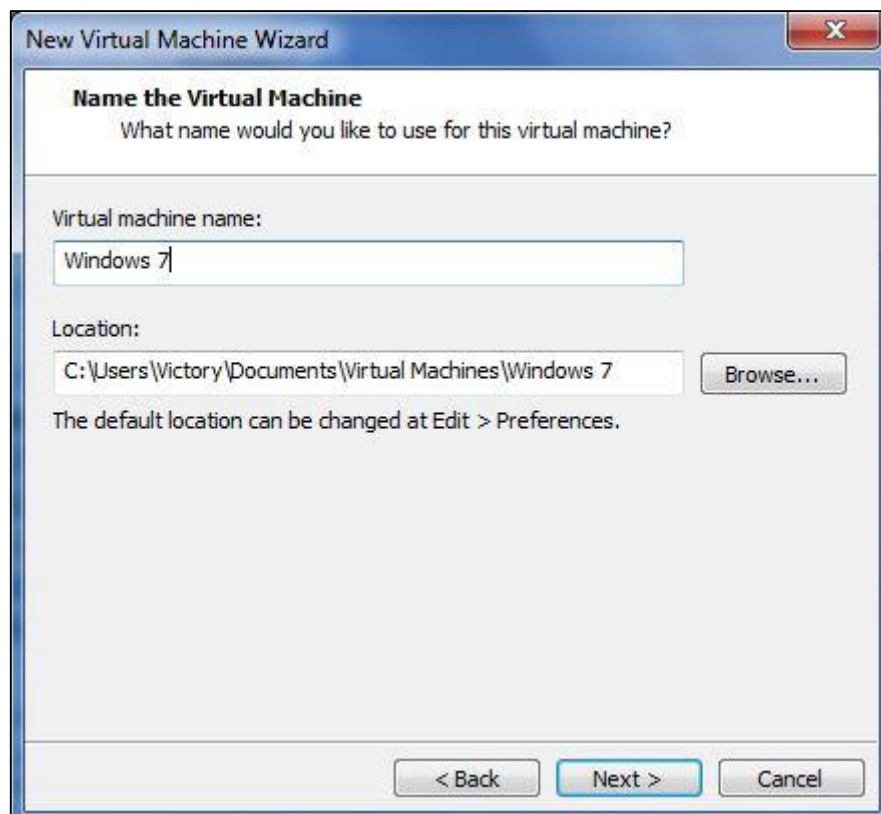 New Virtual Machine Wizard
Name the Virtual Machine
What name would you like to use for this virtual machine?
Virtual machine name:
Windows 7
Location:
C:\Users\Victory\Documents\Virtual Machines\Windows 7
Browse...
The default location can be changed at Edit > Preferences.
< Back Next > Cancel